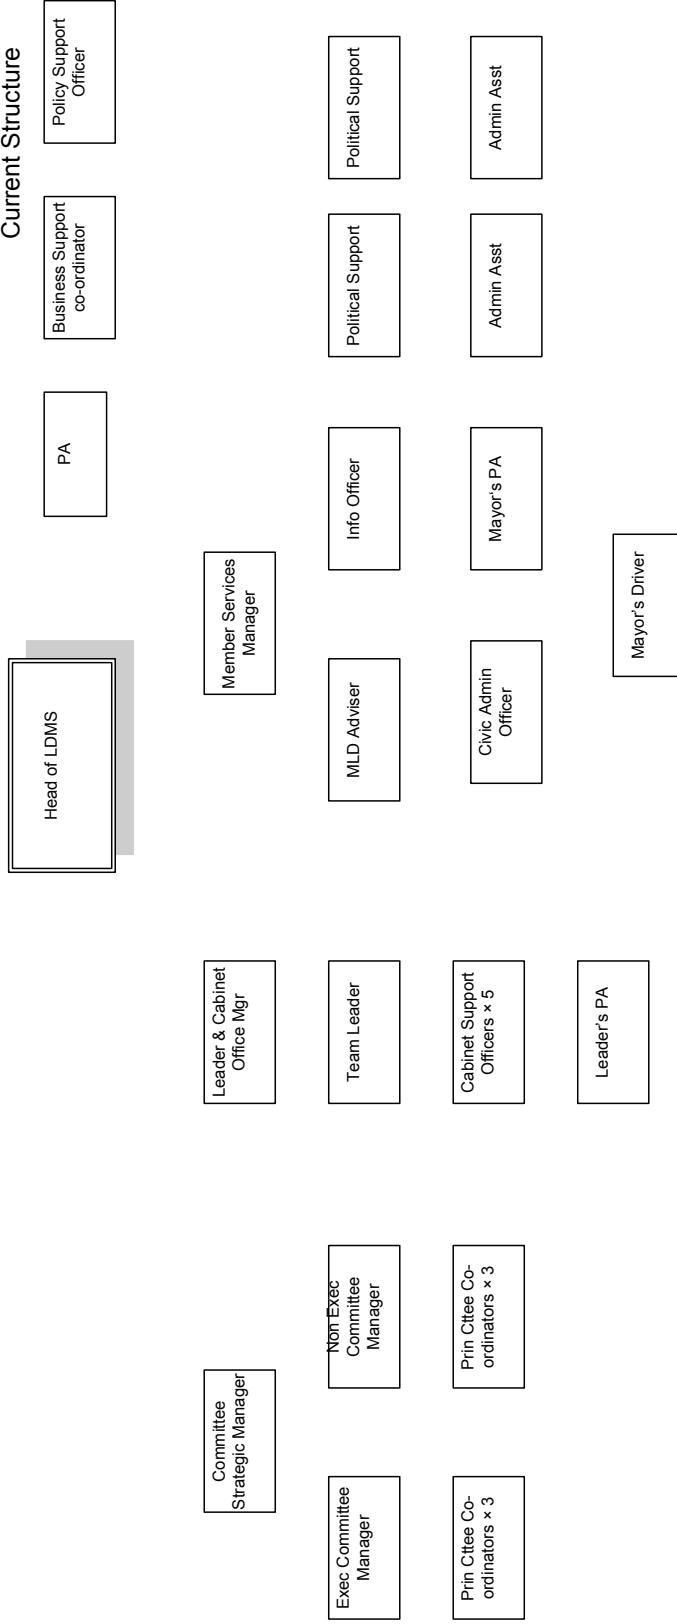 Current Structure
Head of LDMS
PA
Business Support
co-ordinator
Policy Support
Officer
Committee
Strategic Manager
Leader & Cabinet
Office Mgr
Member Services
Manager
Exec Committee
Manager
Non Exec
Committee
Manager
Team Leader
MLD Adviser
Info Officer
Political Support
Political Support
Prin Cttee Co-
ordinators × 3
Prin Cttee Co-
ordinators × 3
Cabinet Support
Officers × 5
Civic Admin
Officer
Mayor's PA
Admin Asst
Admin Asst
Leader's PA
Mayor's Driver